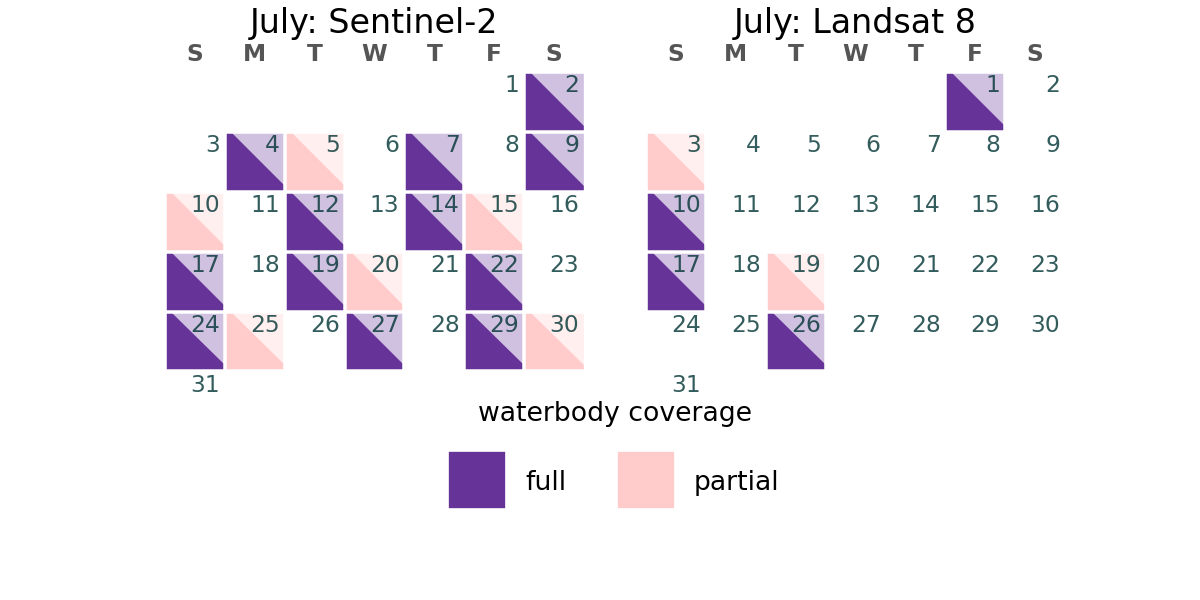 July: Sentinel-2
S M T W T F S
1 2
3 4 5 6 7 8 9
10 11 12 13 14 15 16
17 18 19 20 21 22 23
24 25 26 27 28 29 30
31
July: Landsat 8
S M T W T F S
1 2
3 4 5 6 7 8 9
10 11 12 13 14 15 16
17 18 19 20 21 22 23
24 25 26 27 28 29 30
31
waterbody coverage
full partial